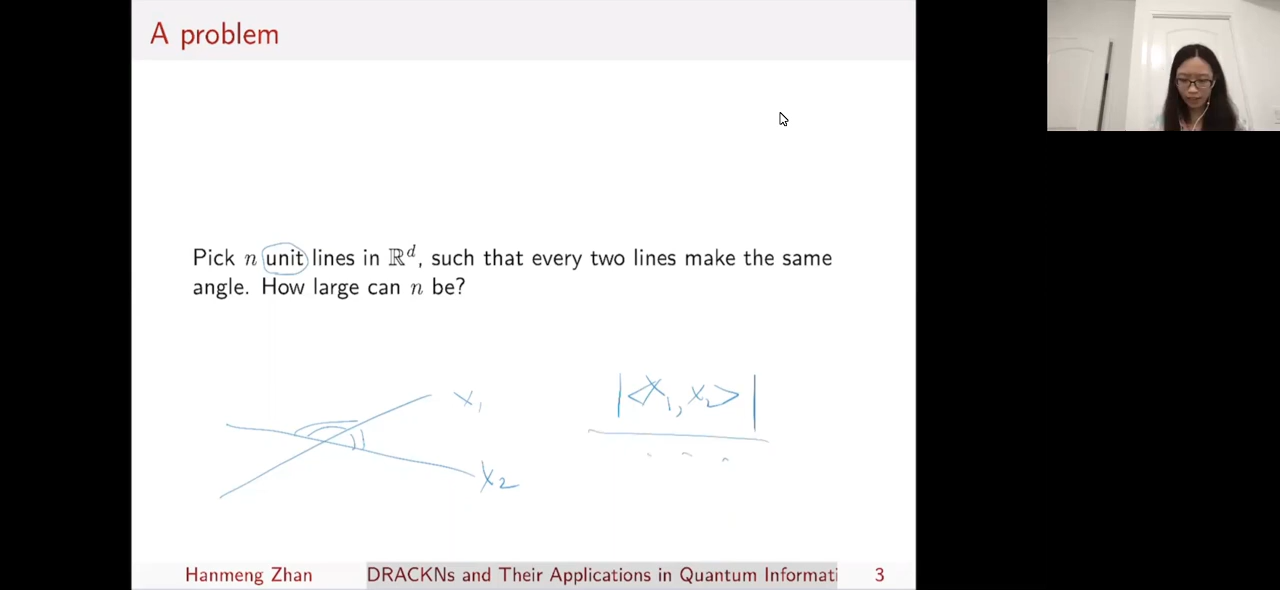 A problem
Pick n unit lines in ℝᵈ, such that every two lines make the same
angle. How large can n be?
x₁
|<x₁, x₂>|
x₂
Hanmeng Zhan DRACKNs and Their Applications in Quantum Informati 3